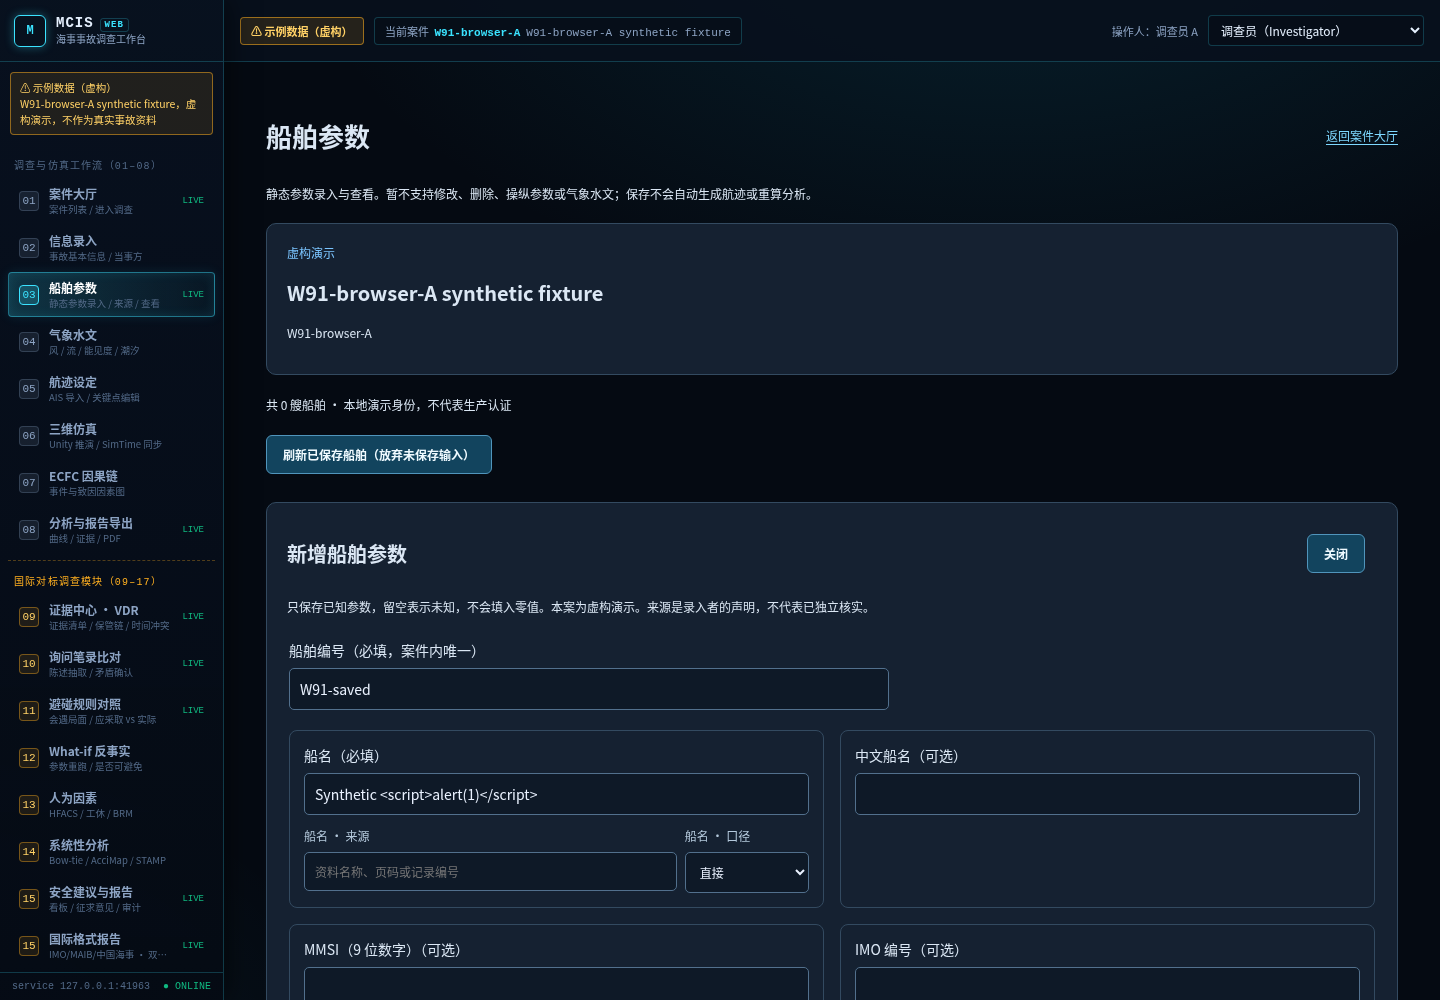 M
MCIS WEB
海事事故调查工作台
⚠ 示例数据（虚构）
当前案件 W91-browser-A W91-browser-A synthetic fixture
操作人：调查员 A
调查员（Investigator）
⚠ 示例数据（虚构）
W91-browser-A synthetic fixture，虚
构演示，不作为真实事故资料
调查与仿真工作流（01–08）
01 案件大厅 LIVE
案件列表 / 进入调查
02 信息录入
事故基本信息 / 当事方
03 船舶参数 LIVE
静态参数录入 / 来源 / 查看
04 气象水文
风 / 流 / 能见度 / 潮汐
05 航迹设定
AIS 导入 / 关键点编辑
06 三维仿真
Unity 推演 / SimTime 同步
07 ECFC 因果链
事件与致因因素图
08 分析与报告导出 LIVE
曲线 / 证据 / PDF
国际对标调查模块（09–17）
09 证据中心 · VDR LIVE
证据清单 / 保管链 / 时间冲突
10 询问笔录比对 LIVE
陈述抽取 / 矛盾确认
11 避碰规则对照 LIVE
会遇局面 / 应采取 vs 实际
12 What-if 反事实
参数重跑 / 是否可避免
13 人为因素
HFACS / 工休 / BRM
14 系统性分析
Bow-tie / AcciMap / STAMP
15 安全建议与报告 LIVE
看板 / 征求意见 / 审计
15 国际格式报告 LIVE
IMO/MAIB/中国海事 · 双…
service 127.0.0.1:41963 ● ONLINE
船舶参数
返回案件大厅
静态参数录入与查看。暂不支持修改、删除、操纵参数或气象水文；保存不会自动生成航迹或重算分析。
虚构演示
W91-browser-A synthetic fixture
W91-browser-A
共 0 艘船舶 · 本地演示身份，不代表生产认证
刷新已保存船舶（放弃未保存输入）
新增船舶参数
关闭
只保存已知参数，留空表示未知，不会填入零值。本案为虚构演示。来源是录入者的声明，不代表已独立核实。
船舶编号（必填，案件内唯一）
W91-saved
船名（必填）
Synthetic <script>alert(1)</script>
船名 · 来源
船名 · 口径
资料名称、页码或记录编号
直接
中文船名（可选）
MMSI（9 位数字）（可选）
IMO 编号（可选）